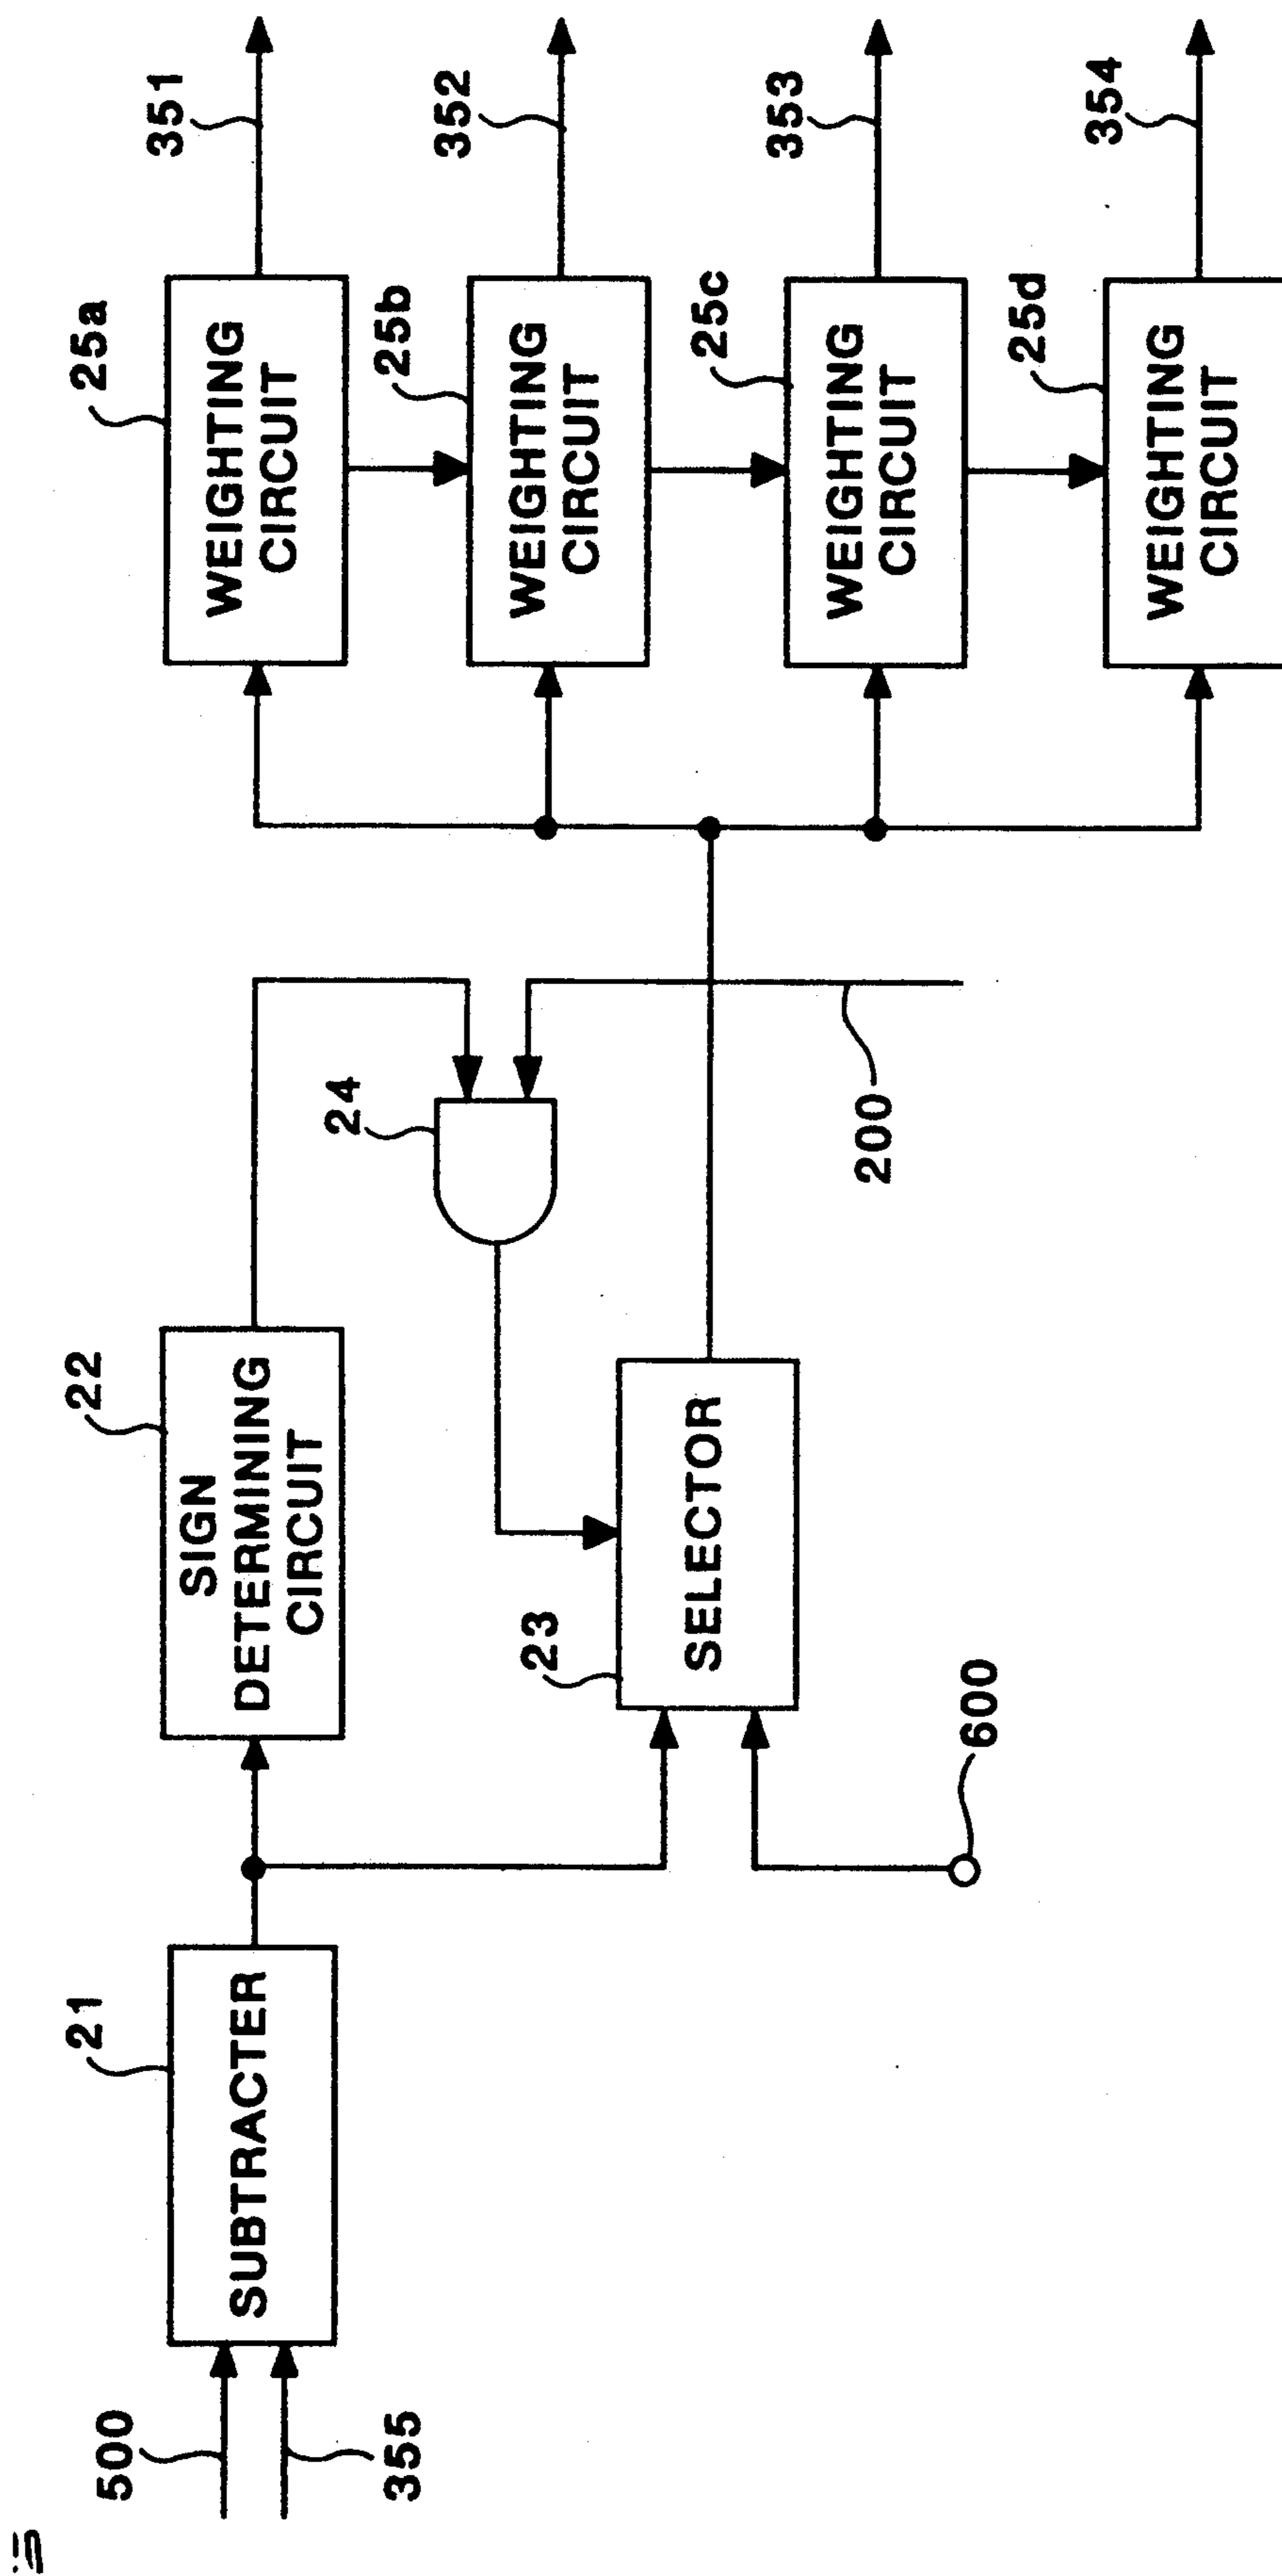 500
355
21
SUBTRACTER
22
SIGN
DETERMINING
CIRCUIT
24
23
SELECTOR
600
200
25a
WEIGHTING
CIRCUIT
351
25b
WEIGHTING
CIRCUIT
352
25c
WEIGHTING
CIRCUIT
353
25d
WEIGHTING
CIRCUIT
354